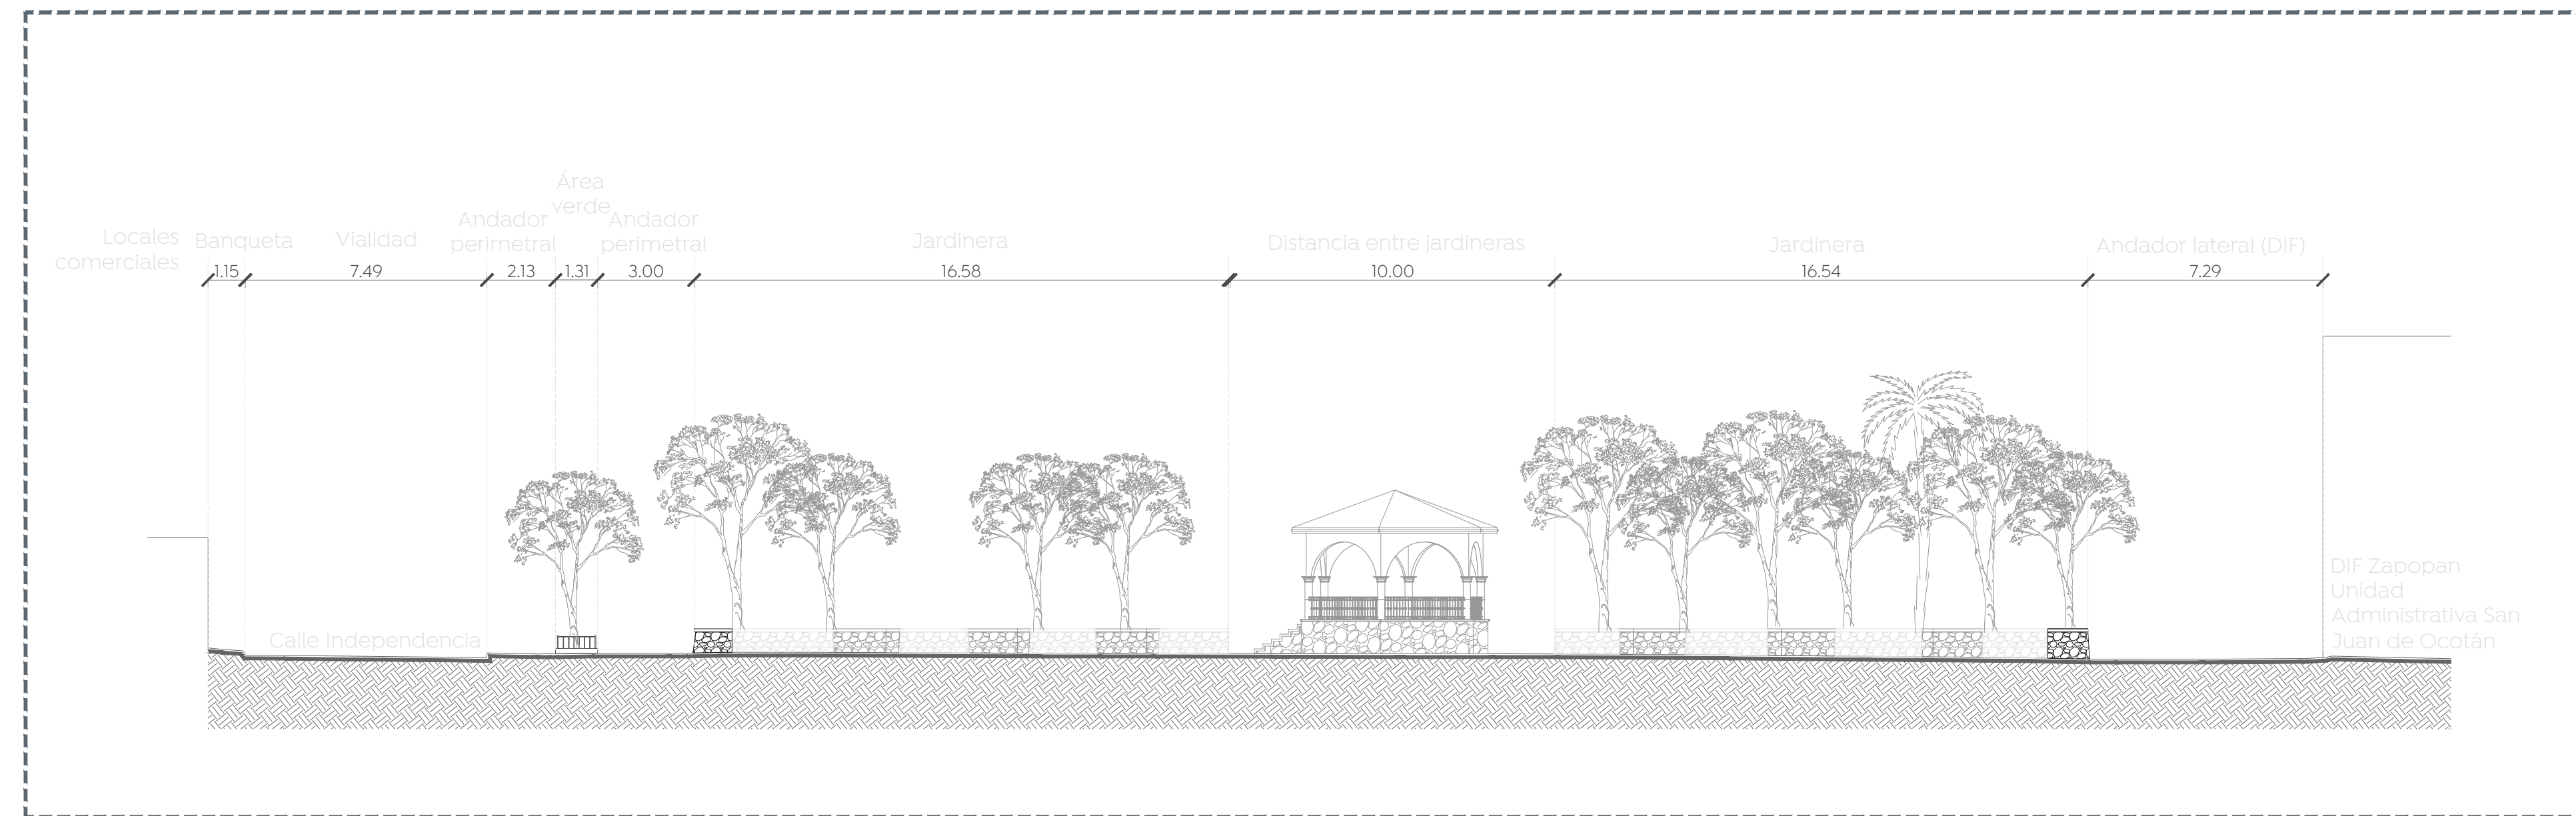 Área
verde
Andador
perimetral
Andador
perimetral
Locales
comerciales
Banqueta
Vialidad
Jardinera
Distancia entre jardineras
Jardinera
Andador lateral (DIF)
1.15
7.49
2.13
1.31
3.00
16.58
10.00
16.54
7.29
Calle Independencia
DIF Zapopan
Unidad
Administrativa San
Juan de Ocotán